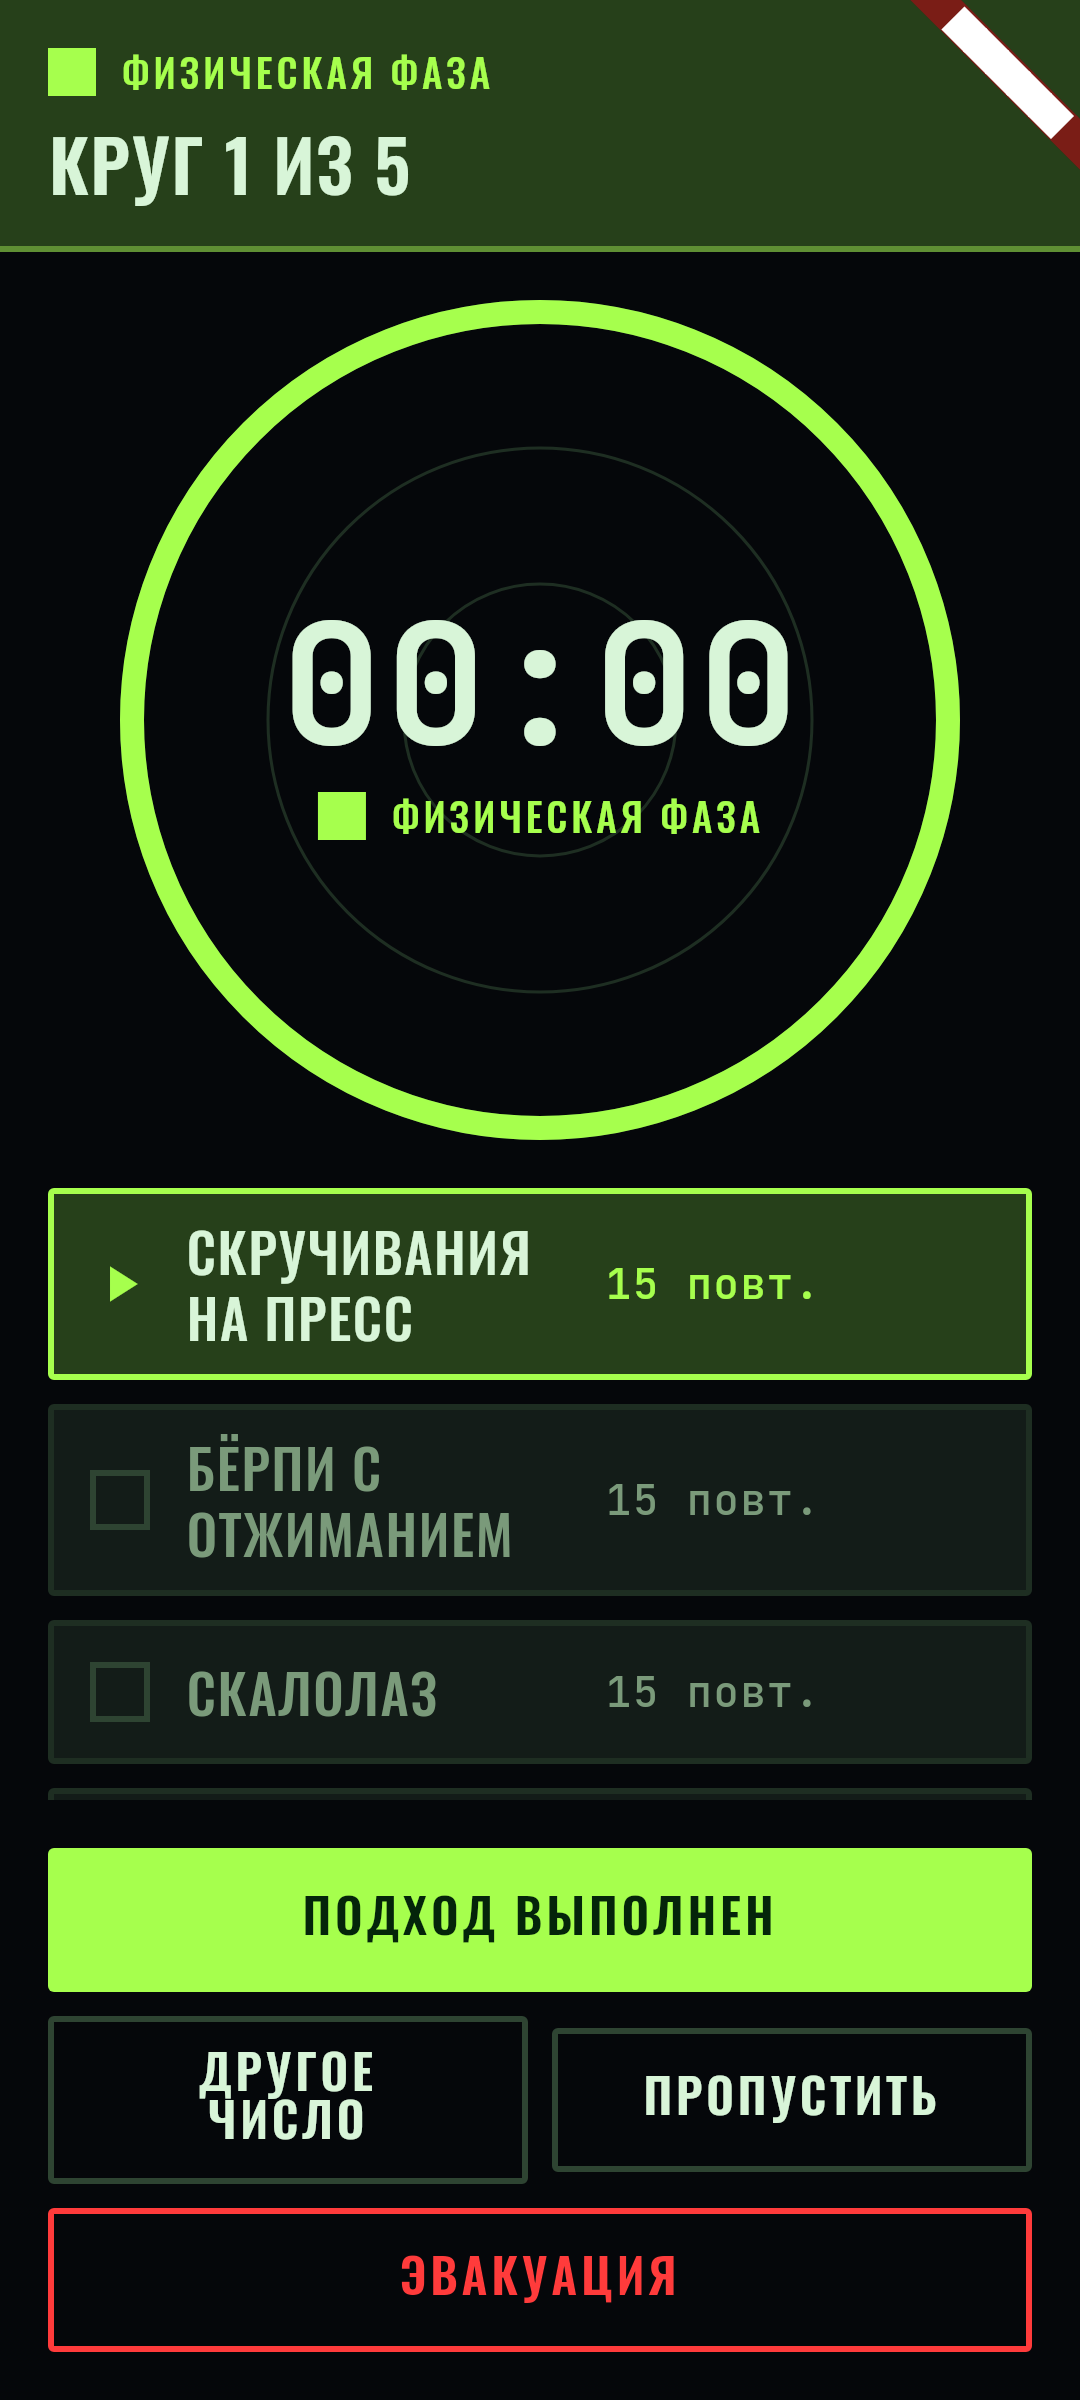 ФИЗИЧЕСКАЯ ФАЗА
КРУГ 1 ИЗ 5
00:00
ФИЗИЧЕСКАЯ ФАЗА
СКРУЧИВАНИЯ
НА ПРЕСС
15 повт.
БЁРПИ С
ОТЖИМАНИЕМ
15 повт.
СКАЛОЛАЗ
15 повт.
ПОДХОД ВЫПОЛНЕН
ДРУГОЕ
ЧИСЛО
ПРОПУСТИТЬ
ЭВАКУАЦИЯ